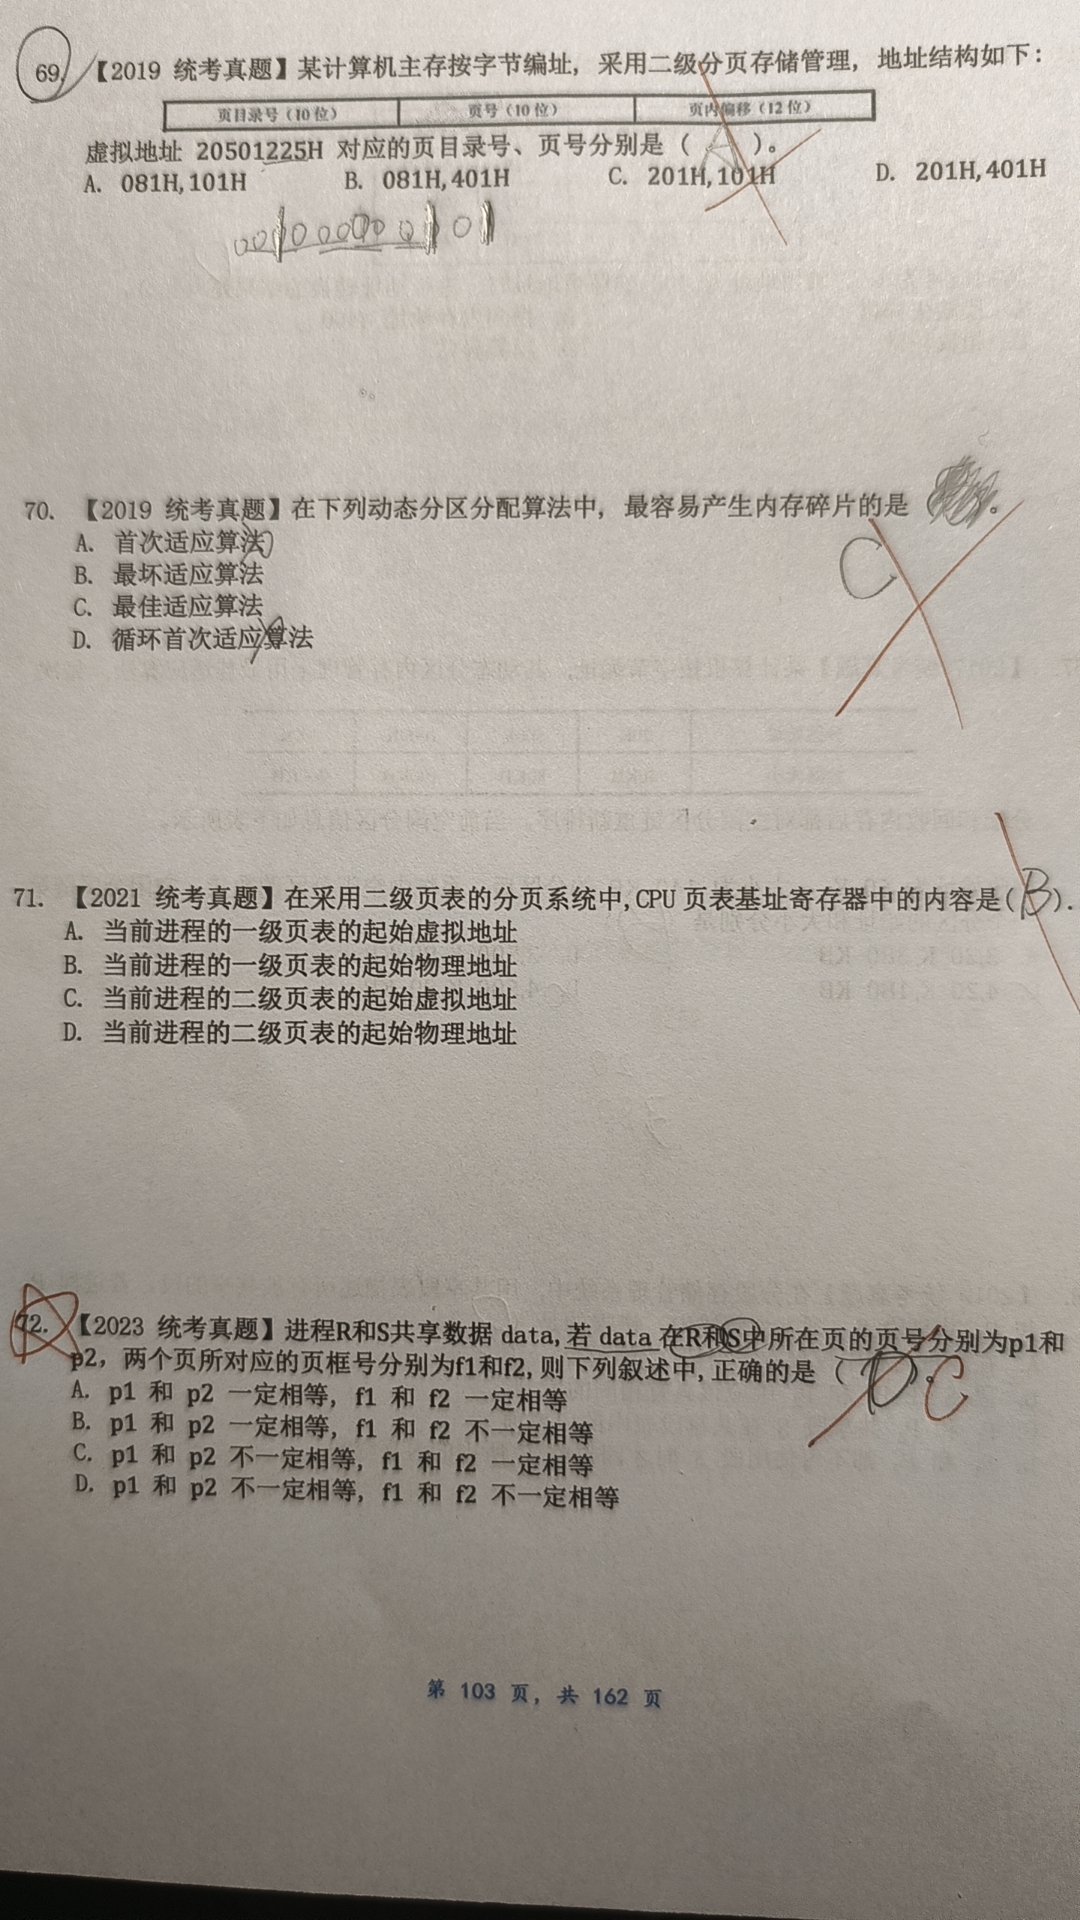 69. 【2019 统考真题】某计算机主存按字节编址，采用二级分页存储管理，地址结构如下：
页目录号（10 位） 页号（10 位） 页内偏移（12 位）
虚拟地址 20501225H 对应的页目录号、页号分别是（ A ）。
A. 081H,101H B. 081H,401H C. 201H,101H D. 201H,401H
70. 【2019 统考真题】在下列动态分区分配算法中，最容易产生内存碎片的是 。
A. 首次适应算法
B. 最坏适应算法
C
C. 最佳适应算法
D. 循环首次适应算法
71. 【2021 统考真题】在采用二级页表的分页系统中,CPU 页表基址寄存器中的内容是(B).
A. 当前进程的一级页表的起始虚拟地址
B. 当前进程的一级页表的起始物理地址
C. 当前进程的二级页表的起始虚拟地址
D. 当前进程的二级页表的起始物理地址
72. 【2023 统考真题】进程R和S共享数据 data,若 data 在R和S中所在页的页号分别为p1和
p2，两个页所对应的页框号分别为f1和f2,则下列叙述中,正确的是（ D ）. C
A. p1 和 p2 一定相等，f1 和 f2 一定相等
B. p1 和 p2 一定相等，f1 和 f2 不一定相等
C. p1 和 p2 不一定相等，f1 和 f2 一定相等
D. p1 和 p2 不一定相等，f1 和 f2 不一定相等
第 103 页，共 162 页